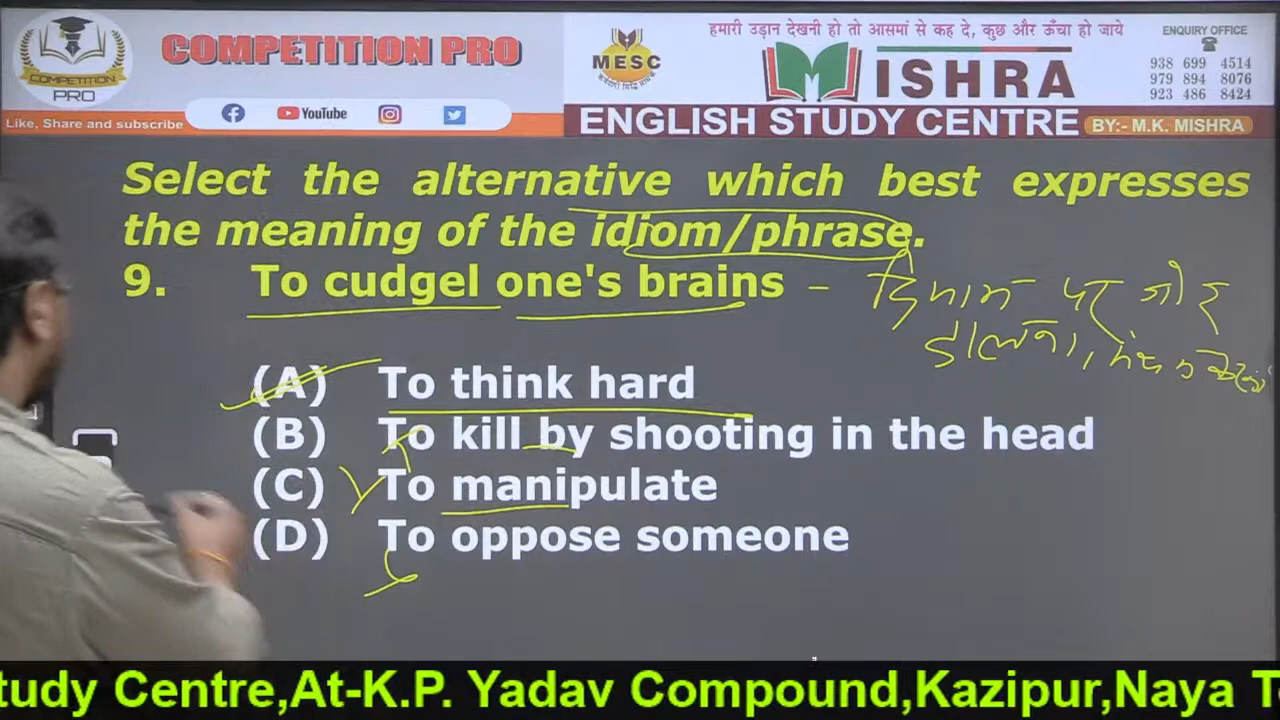 COMPETITION PRO
COMPETITION
PRO
Like, Share and subscribe
YouTube
MESC
हमारी उड़ान देखनी हो तो आसमां से कह दे, कुछ और ऊँचा हो जाये
MISHRA
ENGLISH STUDY CENTRE
BY:- M.K. MISHRA
ENQUIRY OFFICE
938 699 4514
979 894 8076
923 486 8424
Select the alternative which best expresses
the meaning of the idiom/phrase.
9. To cudgel one's brains – दिमाग पर जोर
डालना,
(A) To think hard
(B) To kill by shooting in the head
(C) To manipulate
(D) To oppose someone
tudy Centre,At-K.P. Yadav Compound,Kazipur,Naya T